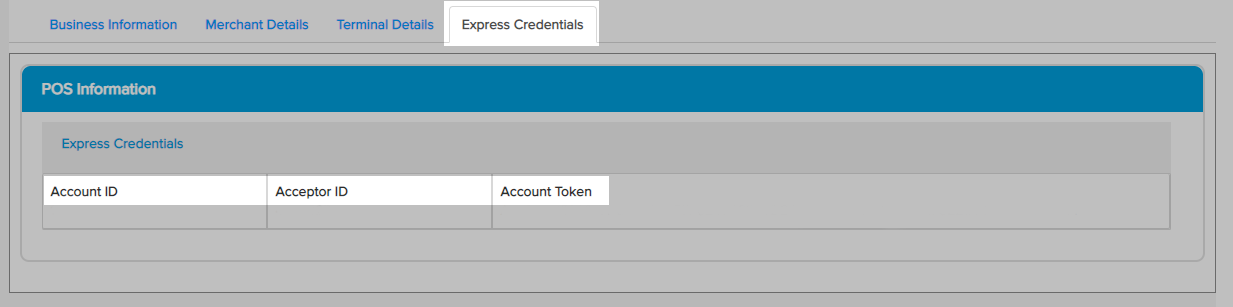 Business Information Merchant Details Terminal Details Express Credentials
POS Information
Express Credentials
Account ID Acceptor ID Account Token